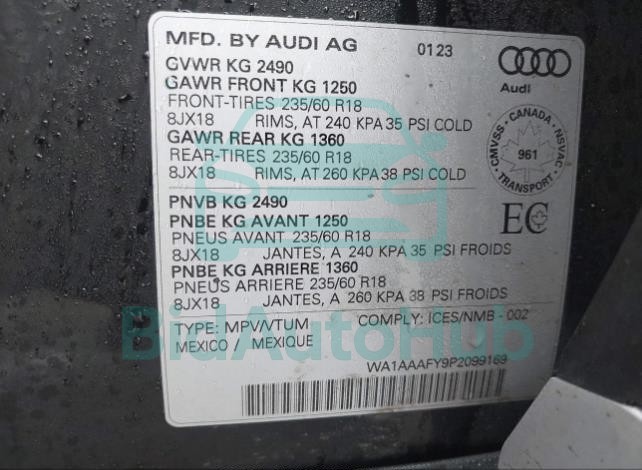 MFD. BY AUDI AG 0123
Audi
GVWR KG 2490
GAWR FRONT KG 1250
FRONT-TIRES 235/60 R18
8JX18 RIMS, AT 240 KPA 35 PSI COLD
GAWR REAR KG 1360
REAR-TIRES 235/60 R18
8JX18 RIMS, AT 260 KPA 38 PSI COLD
CMVSS - CANADA - NSVAC
961
TRANSPORT
PNVB KG 2490
PNBE KG AVANT 1250
PNEUS AVANT 235/60 R18
8JX18 JANTES, A 240 KPA 35 PSI FROIDS
PNBE KG ARRIERE 1360
PNEUS ARRIERE 235/60 R18
8JX18 JANTES, A 260 KPA 38 PSI FROIDS
EC
TYPE: MPV/VTUM COMPLY: ICES/NMB - 002
MEXICO / MEXIQUE
WA1AAAFY9P2099169
BidAutoHub